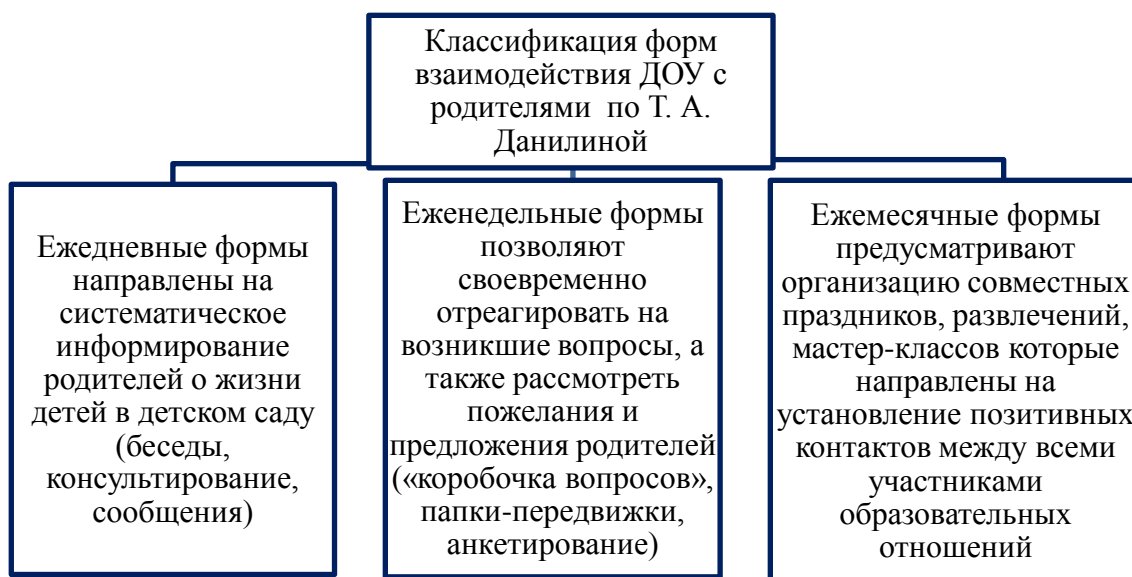 Классификация форм
взаимодействия ДОУ с
родителями по Т. А.
Данилиной
Ежедневные формы
направлены на
систематическое
информирование
родителей о жизни
детей в детском саду
(беседы,
консультирование,
сообщения)
Еженедельные формы
позволяют
своевременно
отреагировать на
возникшие вопросы, а
также рассмотреть
пожелания и
предложения родителей
(«коробочка вопросов»,
папки-передвижки,
анкетирование)
Ежемесячные формы
предусматривают
организацию совместных
праздников, развлечений,
мастер-классов которые
направлены на
установление позитивных
контактов между всеми
участниками
образовательных
отношений